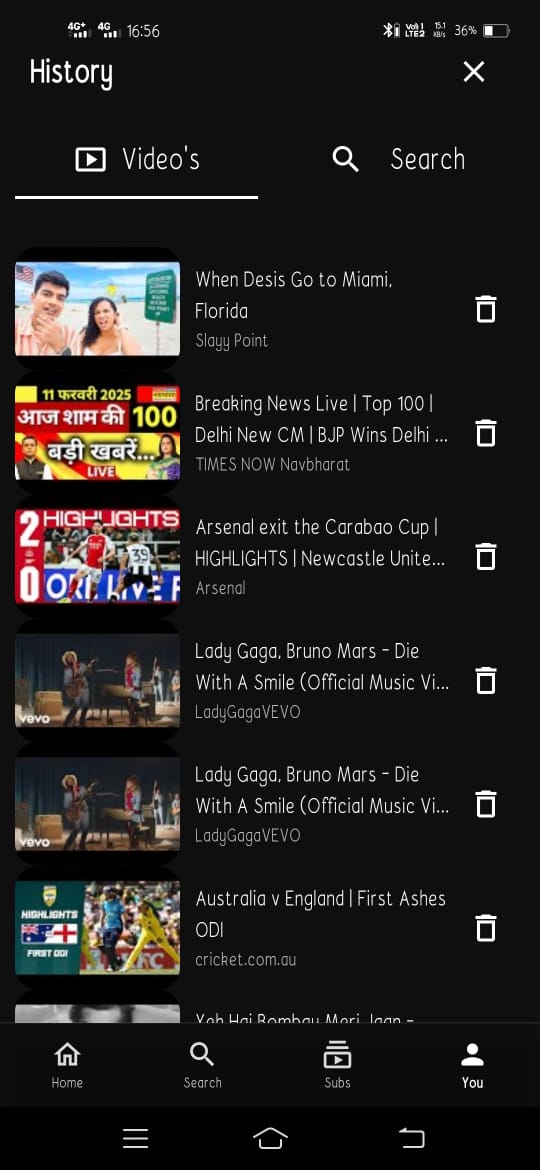 4G+ 4G 16:56 Vo) 1 LTE2 15.1 KB/s 36%
History
Video's Search
When Desis Go to Miami,
Florida
Slayy Point
11 फरवरी 2025
आज शाम की 100
बड़ी खबरें...
LIVE
Breaking News Live | Top 100 |
Delhi New CM | BJP Wins Delhi ...
TIMES NOW Navbharat
2 HIGHLIGHTS
39
0
Arsenal exit the Carabao Cup |
HIGHLIGHTS | Newcastle Unite...
Arsenal
vevo
Lady Gaga, Bruno Mars - Die
With A Smile (Official Music Vi...
LadyGagaVEVO
vevo
Lady Gaga, Bruno Mars - Die
With A Smile (Official Music Vi...
LadyGagaVEVO
HIGHLIGHTS
FIRST ODI
Australia v England | First Ashes
ODI
cricket.com.au
Yeh Hai Bombay Meri Jaan -
Home Search Subs You